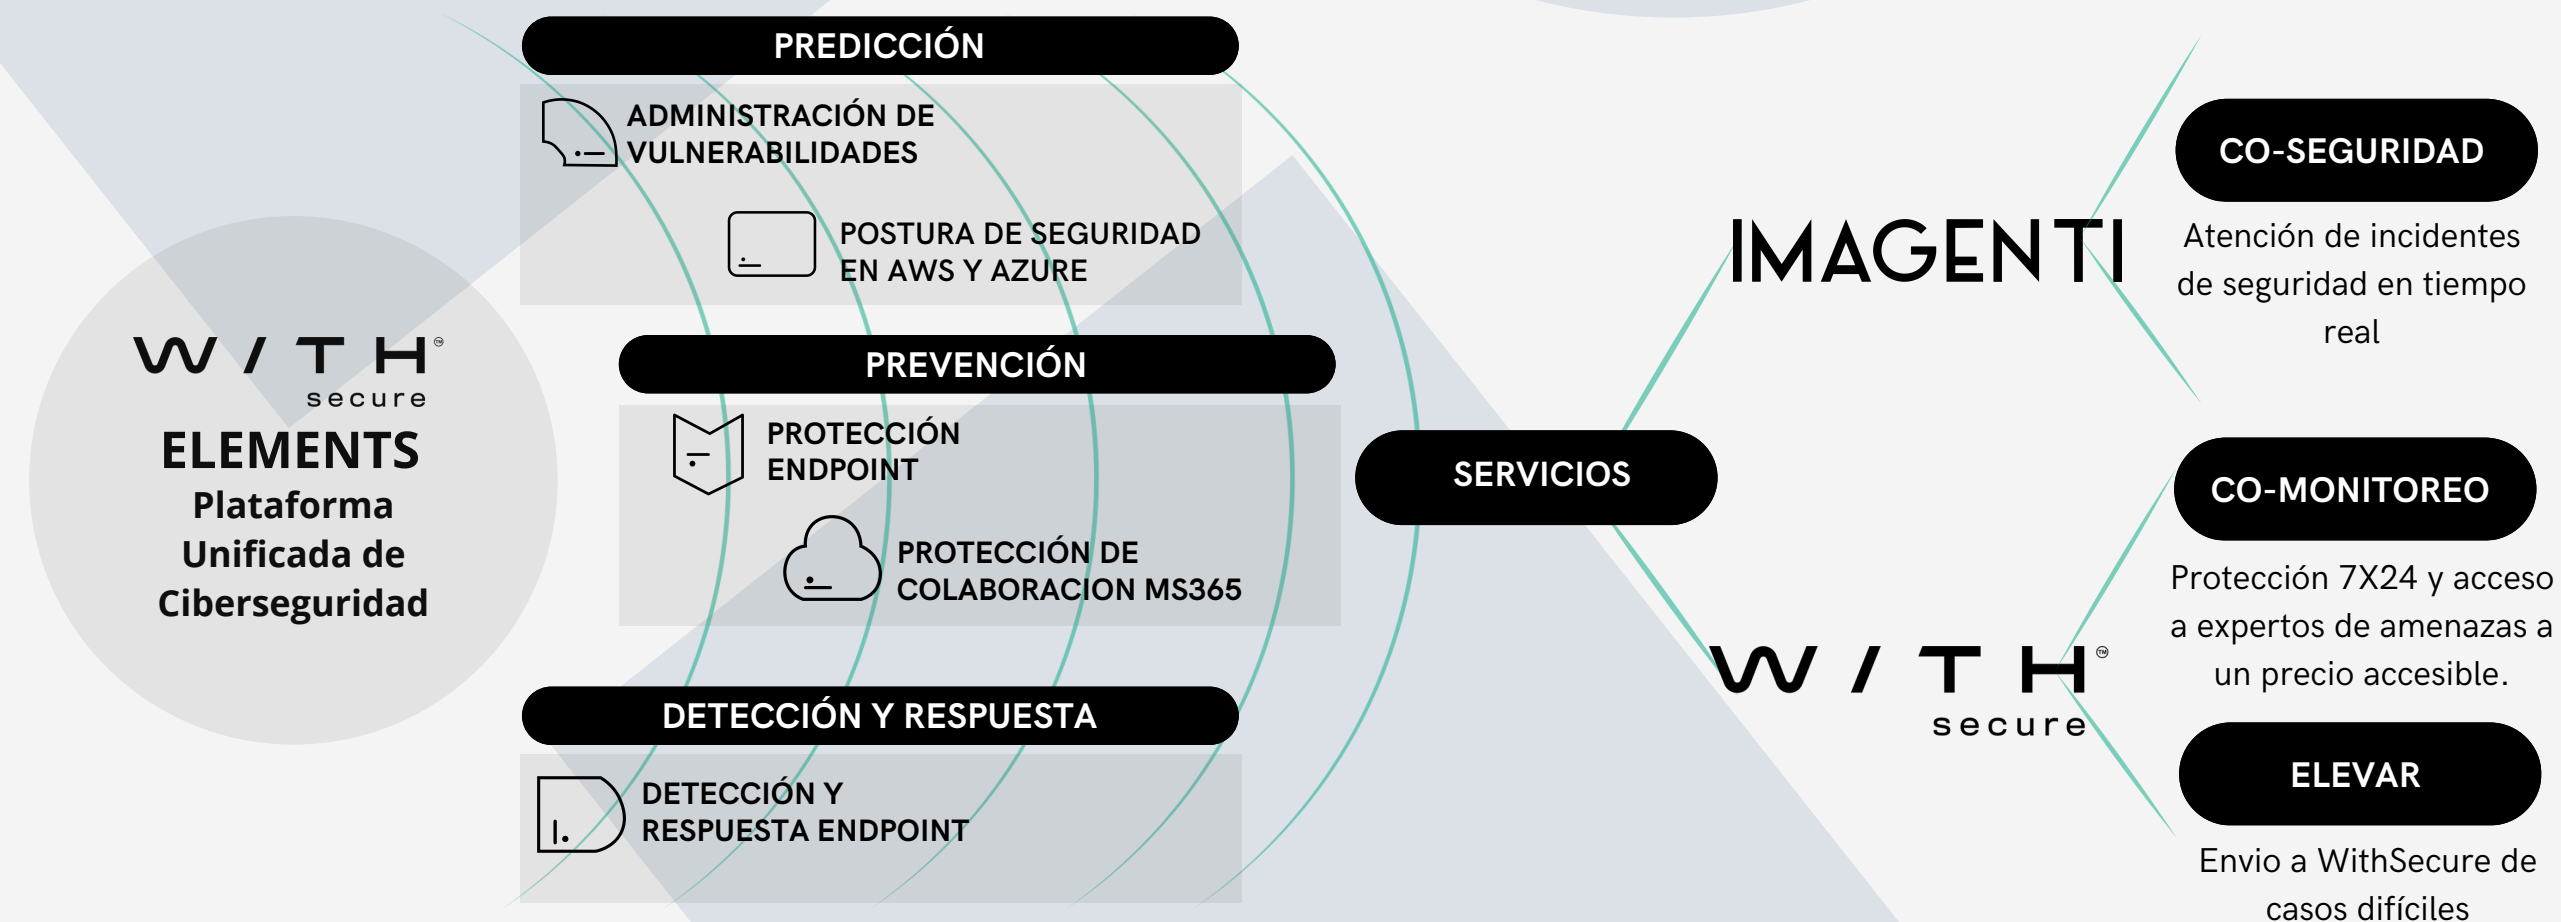 WITH™
secure
ELEMENTS
Plataforma
Unificada de
Ciberseguridad
PREDICCIÓN
ADMINISTRACIÓN DE
VULNERABILIDADES
POSTURA DE SEGURIDAD
EN AWS Y AZURE
PREVENCIÓN
PROTECCIÓN
ENDPOINT
PROTECCIÓN DE
COLABORACION MS365
DETECCIÓN Y RESPUESTA
DETECCIÓN Y
RESPUESTA ENDPOINT
SERVICIOS
IMAGENTI
CO-SEGURIDAD
Atención de incidentes
de seguridad en tiempo
real
WITH™
secure
CO-MONITOREO
Protección 7X24 y acceso
a expertos de amenazas a
un precio accesible.
ELEVAR
Envio a WithSecure de
casos difíciles